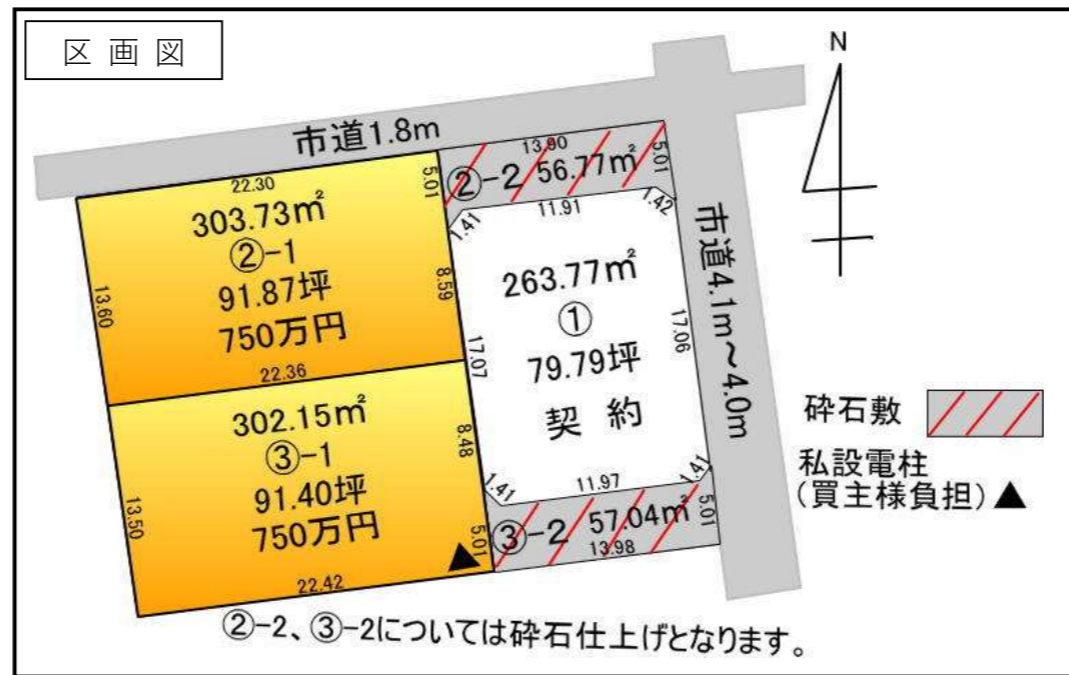 区画図
N
市道1.8m
22.30
303.73㎡
②-1
91.87坪
750万円
13.60
5.01
8.59
22.36
13.90
②-2 56.77㎡
5.01
1.41
11.91
1.42
263.77㎡
①
79.79坪
契約
17.07
17.06
市道4.1m～4.0m
302.15㎡
③-1
91.40坪
750万円
13.50
8.48
5.01
22.42
1.41
11.97
1.41
③-2 57.04㎡
5.01
13.98
砕石敷
私設電柱
(買主様負担)▲
②-2、③-2については砕石仕上げとなります。